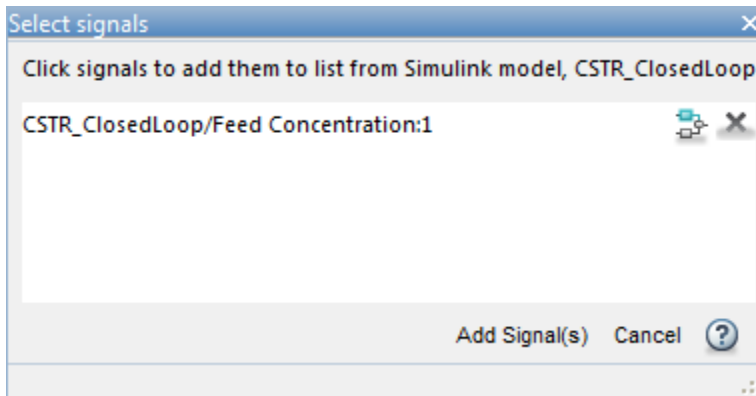 Select signals
Click signals to add them to list from Simulink model, CSTR_ClosedLoop
CSTR_ClosedLoop/Feed Concentration:1
Add Signal(s) Cancel ?